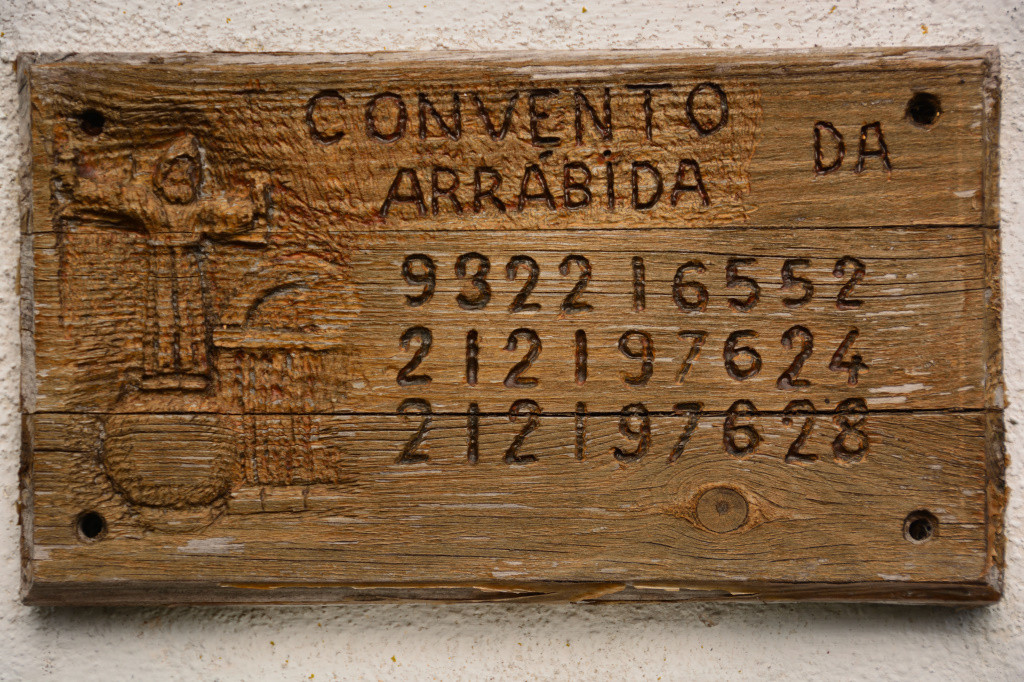 CONVENTO DA
ARRÁBIDA
932216552
212197624
212197628